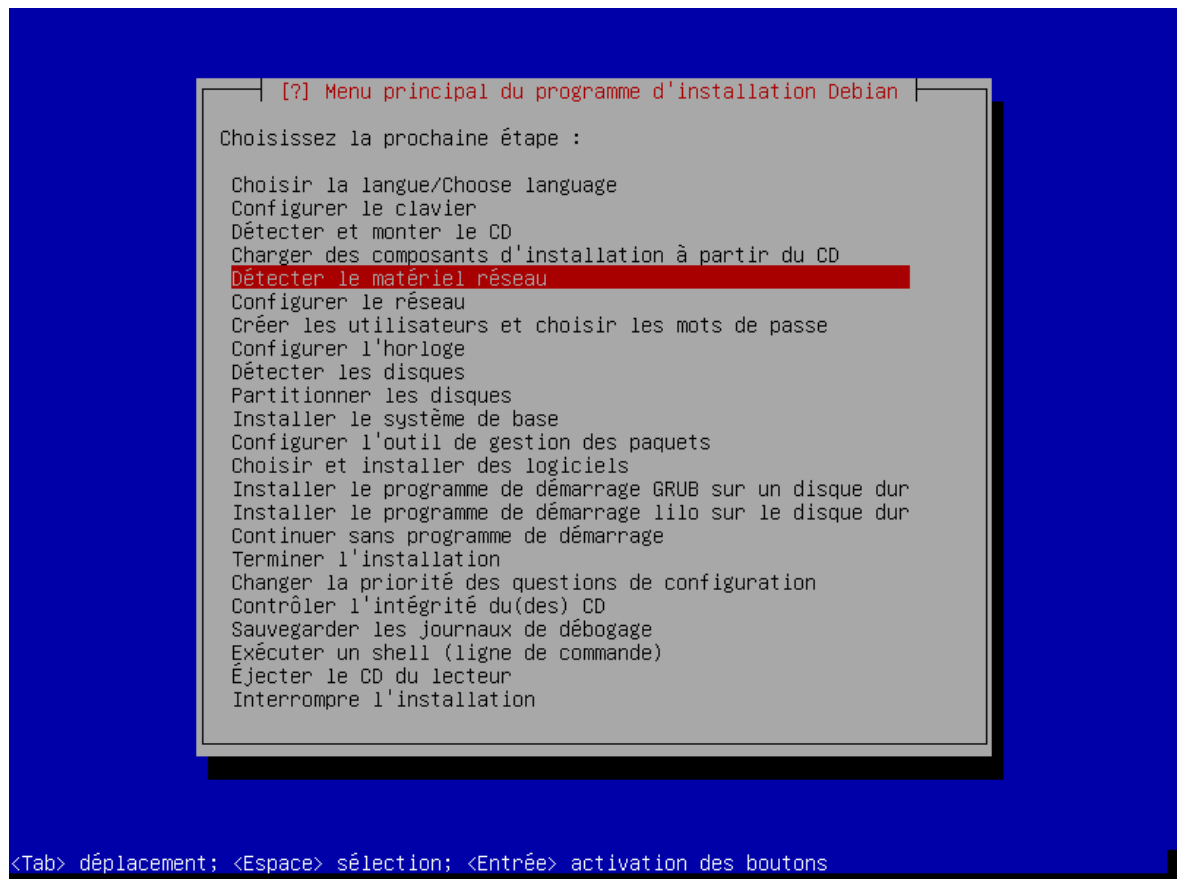 [?] Menu principal du programme d'installation Debian
Choisissez la prochaine étape :
Choisir la langue/Choose language
Configurer le clavier
Détecter et monter le CD
Charger des composants d'installation à partir du CD
Détecter le matériel réseau
Configurer le réseau
Créer les utilisateurs et choisir les mots de passe
Configurer l'horloge
Détecter les disques
Partitionner les disques
Installer le système de base
Configurer l'outil de gestion des paquets
Choisir et installer des logiciels
Installer le programme de démarrage GRUB sur un disque dur
Installer le programme de démarrage lilo sur le disque dur
Continuer sans programme de démarrage
Terminer l'installation
Changer la priorité des questions de configuration
Contrôler l'intégrité du(des) CD
Sauvegarder les journaux de débogage
Exécuter un shell (ligne de commande)
Éjecter le CD du lecteur
Interrompre l'installation
<Tab> déplacement; <Espace> sélection; <Entrée> activation des boutons